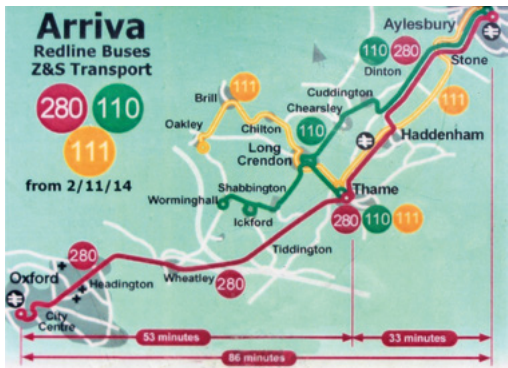 Arriva
Redline Buses
Z&S Transport
280 110
111
from 2/11/14
Aylesbury
110 280
Dinton
Stone
Cuddington
Chearsley
111
Brill
111
Oakley
Chilton
110
Haddenham
Long
Crendon
Shabbington
Worminghall
Ickford
Thame
280 110 111
Tiddington
280
Oxford
Headington
Wheatley
280
City
Centre
53 minutes
33 minutes
86 minutes